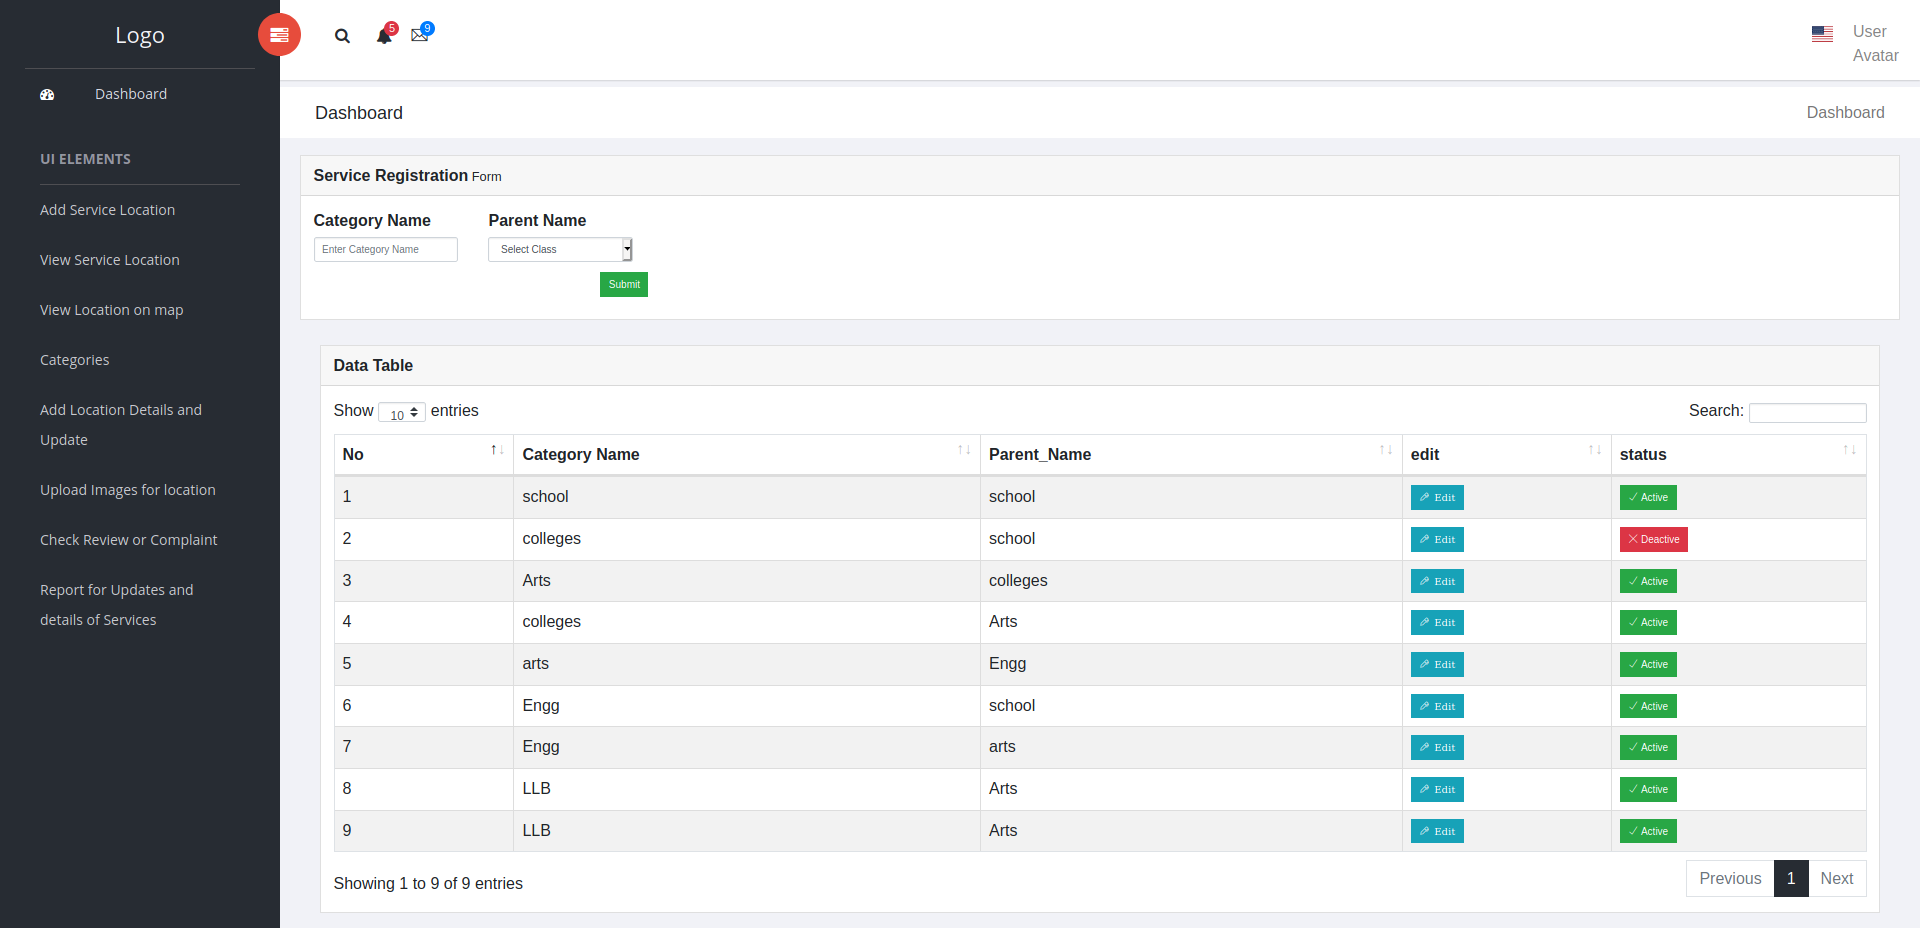 Logo
5
9
User
Avatar
Dashboard
UI ELEMENTS
Add Service Location
View Service Location
View Location on map
Categories
Add Location Details and
Update
Upload Images for location
Check Review or Complaint
Report for Updates and
details of Services
Dashboard
Dashboard
Service Registration Form
Category Name Parent Name
Enter Category Name Select Class
Submit
Data Table
Show 10 entries Search:
No Category Name Parent_Name edit status
1 school school Edit Active
2 colleges school Edit Deactive
3 Arts colleges Edit Active
4 colleges Arts Edit Active
5 arts Engg Edit Active
6 Engg school Edit Active
7 Engg arts Edit Active
8 LLB Arts Edit Active
9 LLB Arts Edit Active
Showing 1 to 9 of 9 entries Previous 1 Next